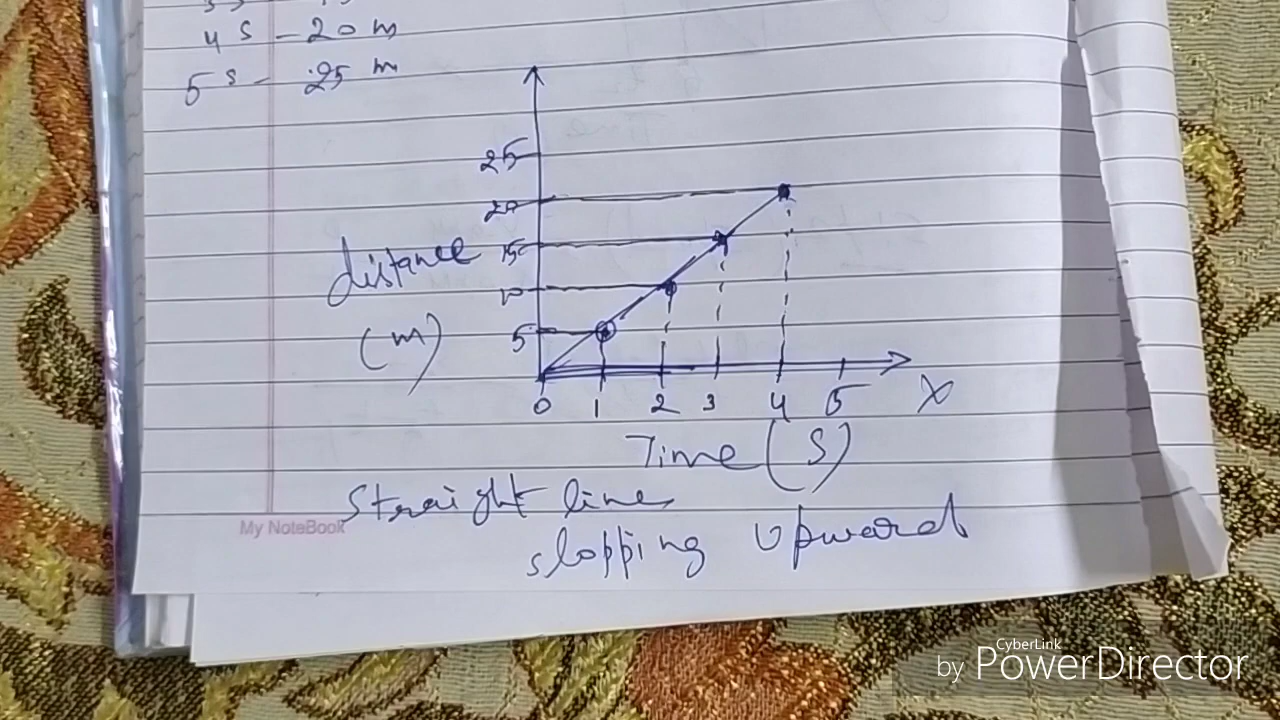 4 s - 20 m
5 s - 25 m
25
20
distance
15
10
(m)
5
0 1 2 3 4 5 X
Time (s)
Straight line
slopping upward
My NoteBook
CyberLink
by PowerDirector